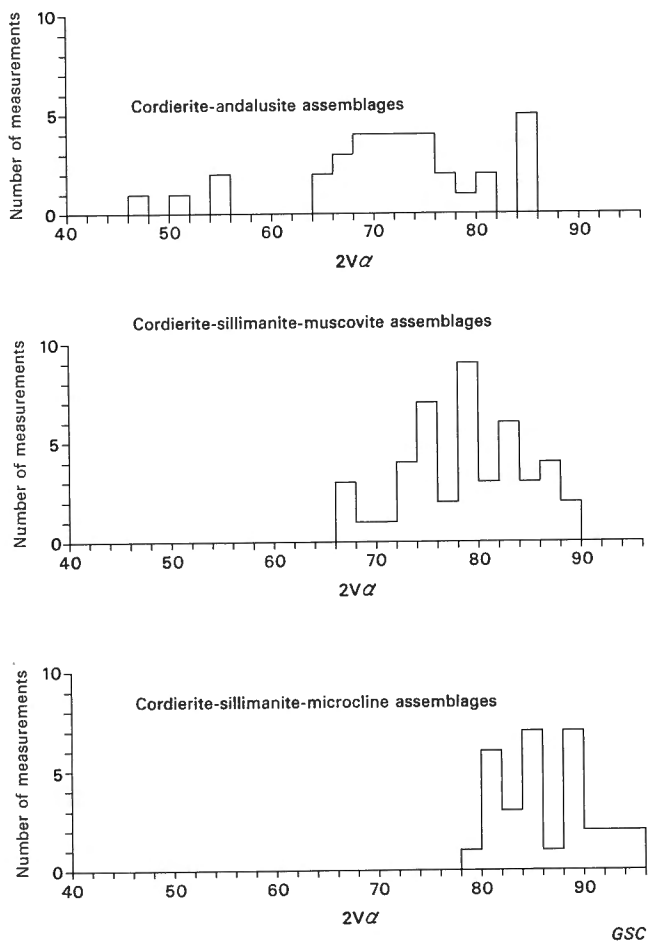 Number of measurements
10
5
0
Cordierite-andalusite assemblages
40 50 60 70 80 90
2Vα
Cordierite-sillimanite-muscovite assemblages
Number of measurements
10
5
0
40 50 60 70 80 90
2Vα
Number of measurements
10
5
0
Cordierite-sillimanite-microcline assemblages
40 50 60 70 80 90
2Vα
GSC